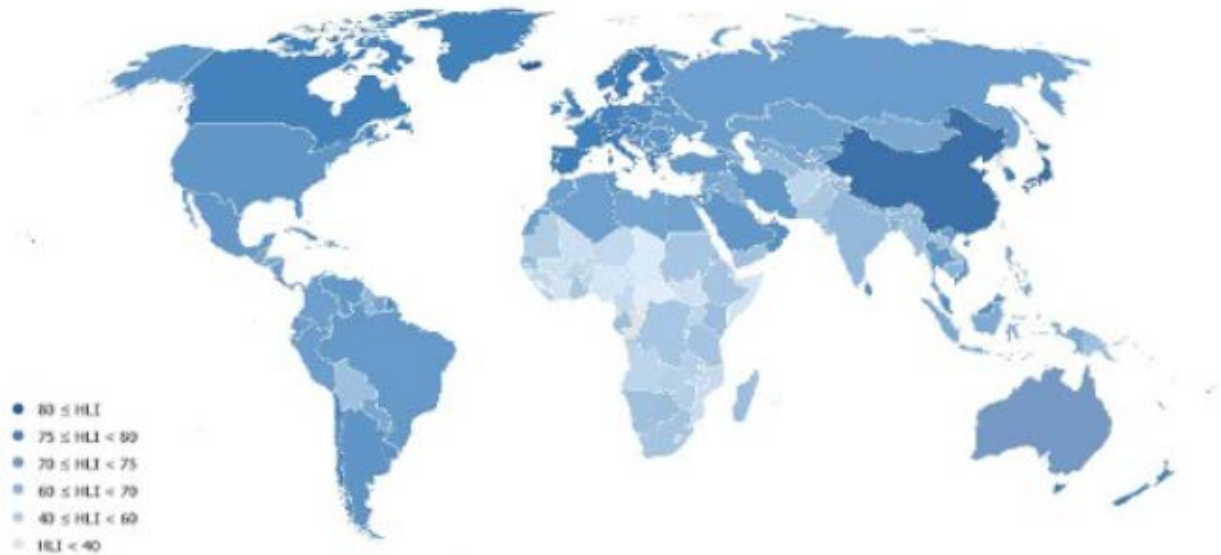 80 ≤ HLI
75 ≤ HLI < 80
70 ≤ HLI < 75
60 ≤ HLI < 70
40 ≤ HLI < 60
HLI < 40